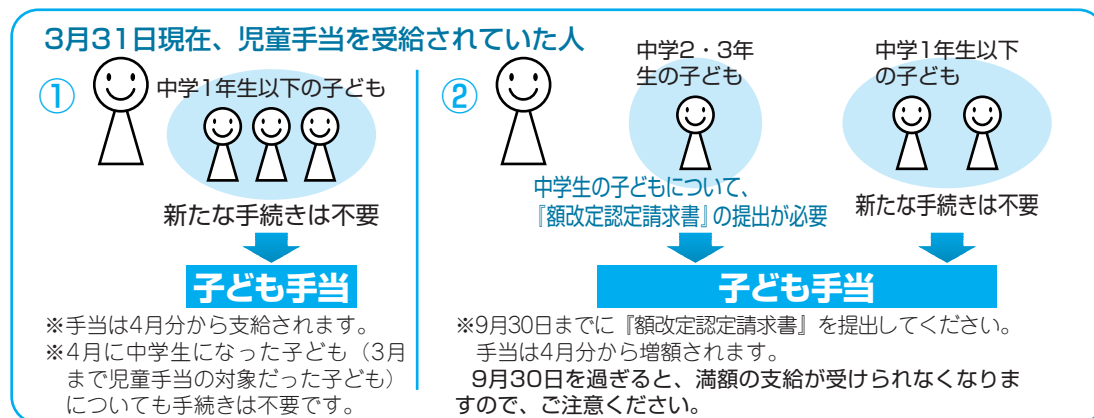 3月31日現在、児童手当を受給されていた人
①
中学1年生以下の子ども
新たな手続きは不要
子ども手当
※手当は4月分から支給されます。
※4月に中学生になった子ども（3月
まで児童手当の対象だった子ども）
についても手続きは不要です。
②
中学2・3年
生の子ども
中学生の子どもについて、
『額改定認定請求書』の提出が必要
中学1年生以下
の子ども
新たな手続きは不要
子ども手当
※9月30日までに『額改定認定請求書』を提出してください。
手当は4月分から増額されます。
9月30日を過ぎると、満額の支給が受けられなくなりま
すので、ご注意ください。